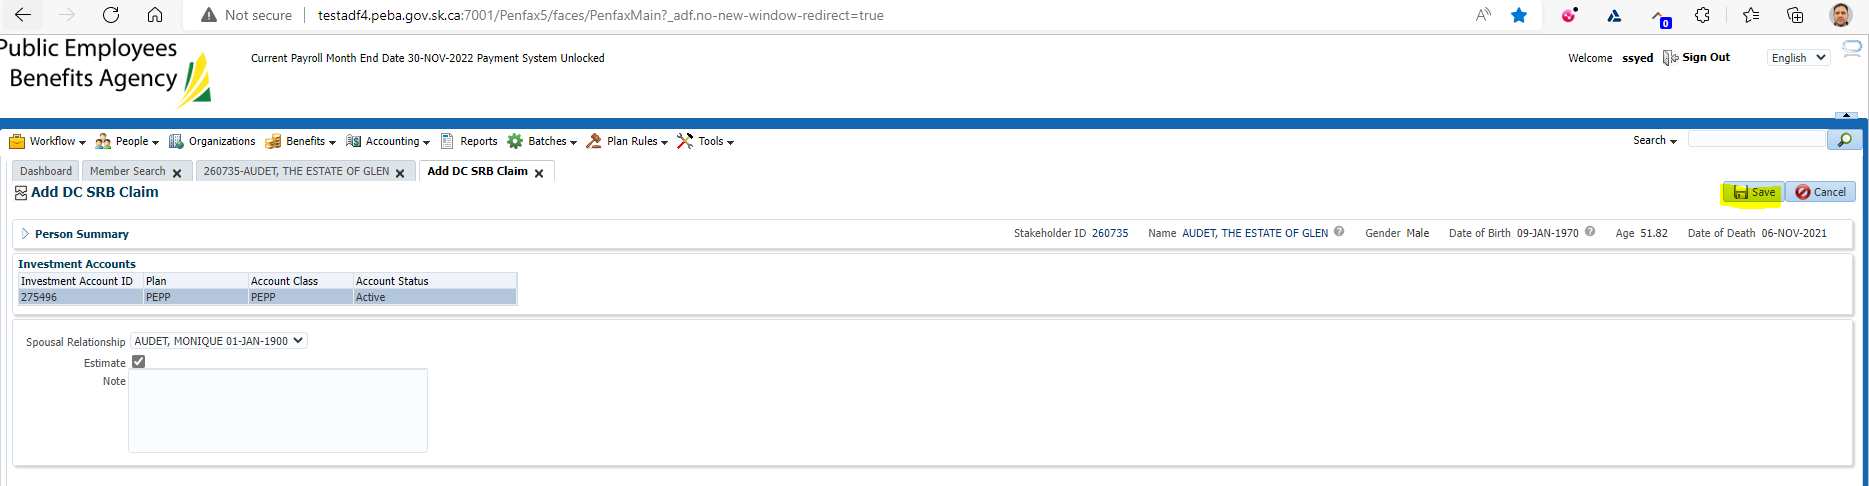 Not secure testadf4.peba.gov.sk.ca:7001/Penfax5/faces/PenfaxMain?_adf.no-new-window-redirect=true
0
Public Employees
Benefits Agency
Current Payroll Month End Date 30-NOV-2022 Payment System Unlocked
Welcome ssyed Sign Out English
Workflow People Organizations Benefits Accounting Reports Batches Plan Rules Tools Search
Dashboard Member Search 260735-AUDET, THE ESTATE OF GLEN Add DC SRB Claim
Add DC SRB Claim Save Cancel
Person Summary Stakeholder ID 260735 Name AUDET, THE ESTATE OF GLEN Gender Male Date of Birth 09-JAN-1970 Age 51.82 Date of Death 06-NOV-2021
Investment Accounts
Investment Account ID Plan Account Class Account Status
275496 PEPP PEPP Active
Spousal Relationship AUDET, MONIQUE 01-JAN-1900
Estimate
Note